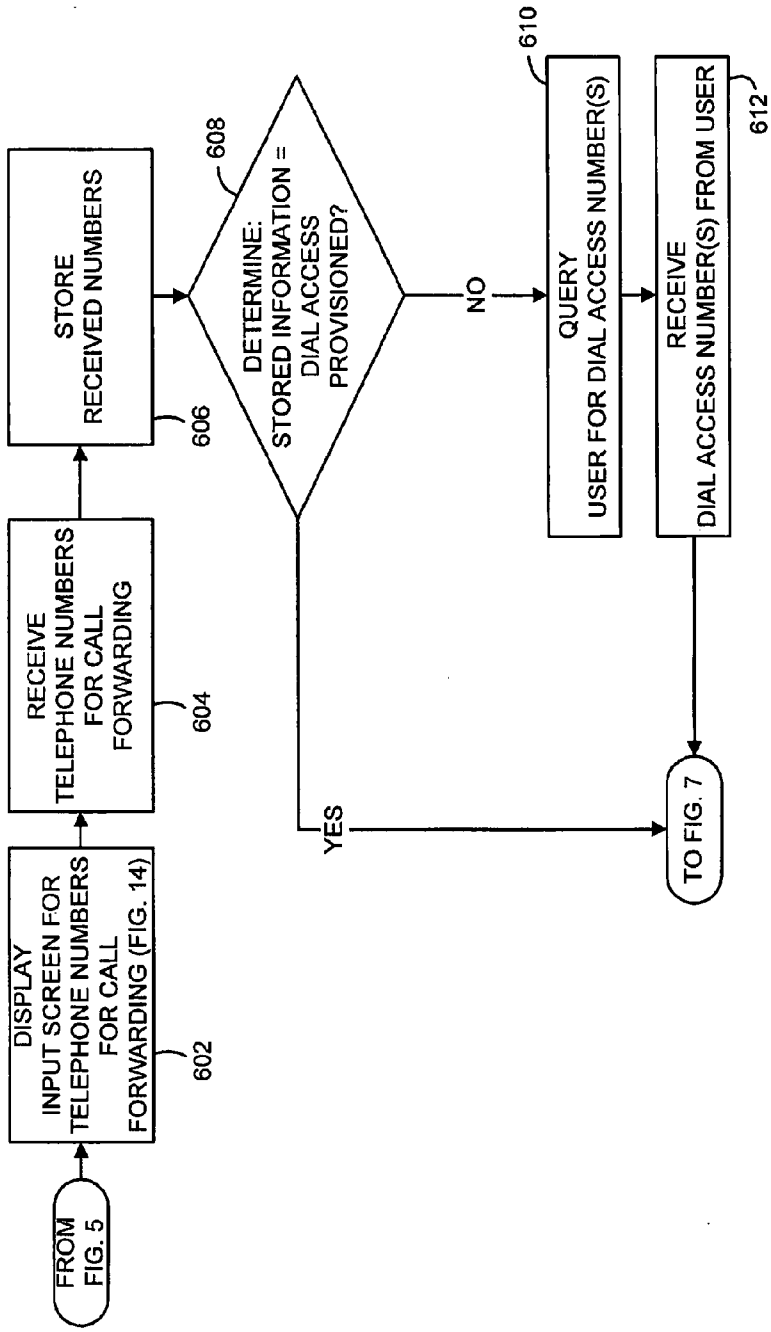 FROM
FIG. 5
DISPLAY
INPUT SCREEN FOR
TELEPHONE NUMBERS
FOR CALL
FORWARDING (FIG. 14)
602
RECEIVE
TELEPHONE NUMBERS
FOR CALL
FORWARDING
604
STORE
RECEIVED NUMBERS
606
DETERMINE:
STORED INFORMATION =
DIAL ACCESS
PROVISIONED?
608
YES
NO
QUERY
USER FOR DIAL ACCESS NUMBER(S)
610
RECEIVE
DIAL ACCESS NUMBER(S) FROM USER
612
TO FIG. 7